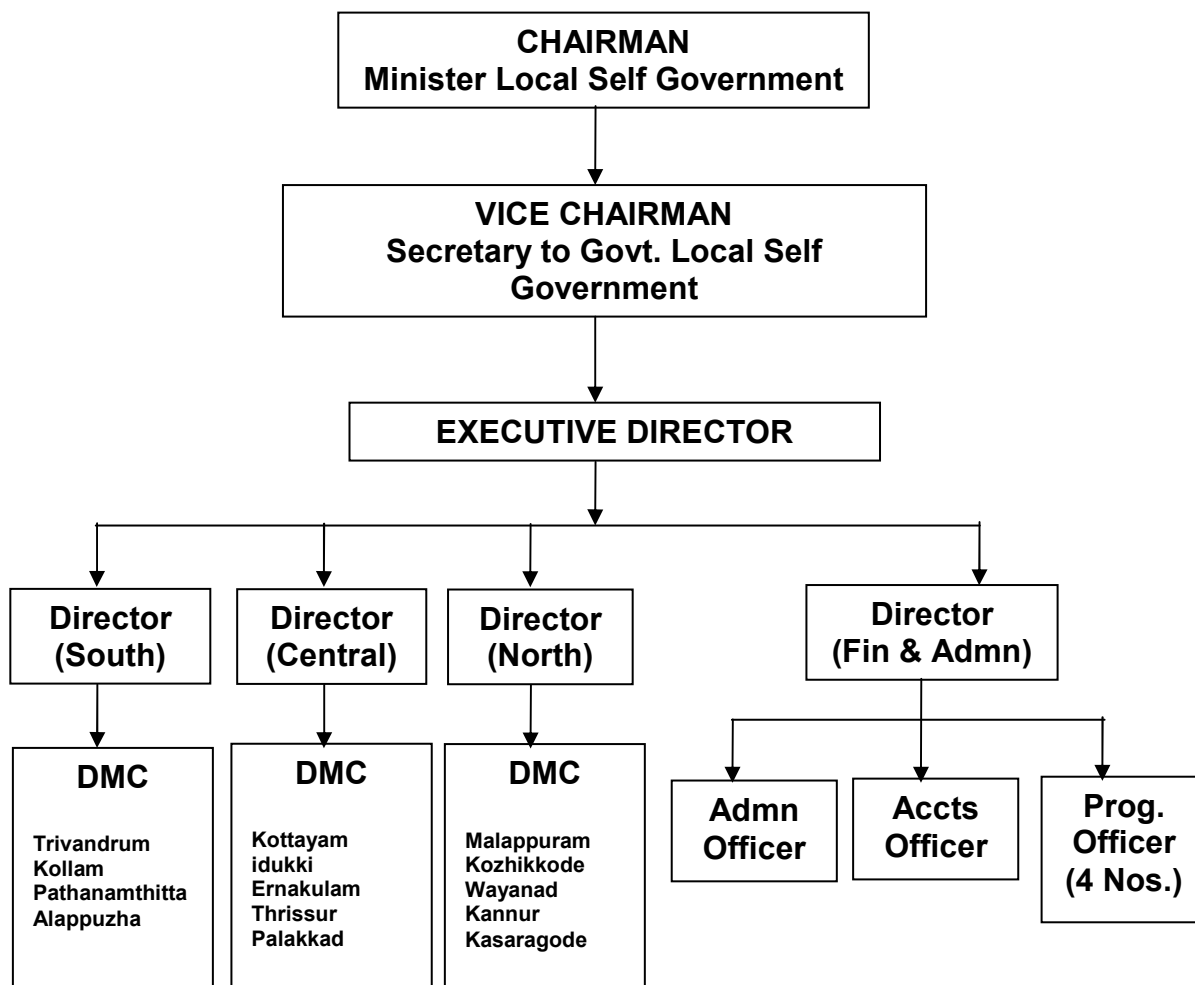 CHAIRMAN
Minister Local Self Government
VICE CHAIRMAN
Secretary to Govt. Local Self
Government
EXECUTIVE DIRECTOR
Director
(South)
Director
(Central)
Director
(North)
Director
(Fin & Admn)
DMC
Trivandrum
Kollam
Pathanamthitta
Alappuzha
DMC
Kottayam
idukki
Ernakulam
Thrissur
Palakkad
DMC
Malappuram
Kozhikkode
Wayanad
Kannur
Kasaragode
Admn
Officer
Accts
Officer
Prog.
Officer
(4 Nos.)